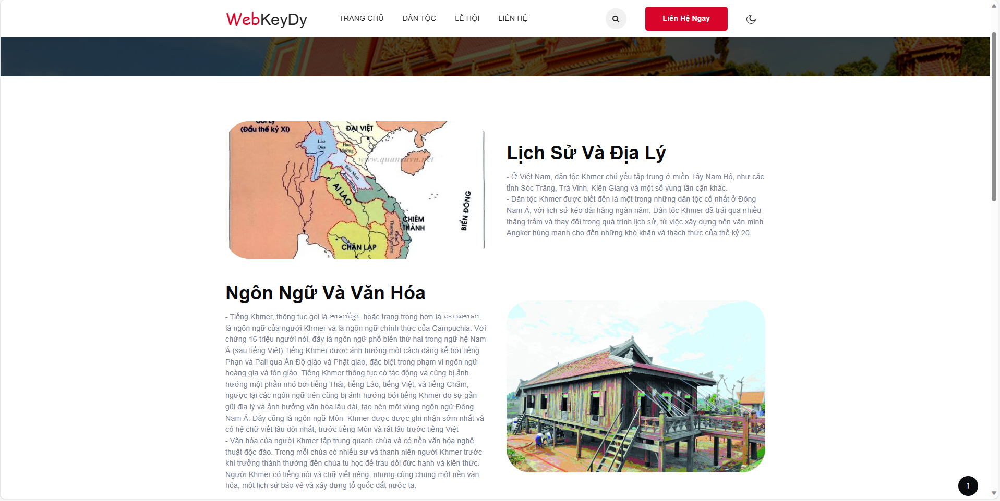 WebKeyDy
TRANG CHỦ
DÂN TỘC
LỄ HỘI
LIÊN HỆ
Liên Hệ Ngay
(Đầu thế kỷ XI)
ĐẠI VIỆT
Lão
Qua
Hua
Mường
www.quansuvn.net
Bồn Man
AI LAO
CHIÊM
THÀNH
BIỂN ĐÔNG
CHÂN LẠP
Lịch Sử Và Địa Lý
- Ở Việt Nam, dân tộc Khmer chủ yếu tập trung ở miền Tây Nam Bộ, như các
tỉnh Sóc Trăng, Trà Vinh, Kiên Giang và một số vùng lân cận khác.
- Dân tộc Khmer được biết đến là một trong những dân tộc cổ nhất ở Đông
Nam Á, với lịch sử kéo dài hàng ngàn năm. Dân tộc Khmer đã trải qua nhiều
thăng trầm và thay đổi trong quá trình lịch sử, từ việc xây dựng nền văn minh
Angkor hùng mạnh cho đến những khó khăn và thách thức của thế kỷ 20.
Ngôn Ngữ Và Văn Hóa
- Tiếng Khmer, thông tục gọi là ភាសាខ្មែរ, hoặc trang trọng hơn là ខេមរភាសា,
là ngôn ngữ của người Khmer và là ngôn ngữ chính thức của Campuchia. Với
chừng 16 triệu người nói, đây là ngôn ngữ phổ biến thứ hai trong ngữ hệ Nam
Á (sau tiếng Việt).Tiếng Khmer được ảnh hưởng một cách đáng kể bởi tiếng
Phạn và Pali qua Ấn Độ giáo và Phật giáo, đặc biệt trong phạm vi ngôn ngữ
hoàng gia và tôn giáo. Tiếng Khmer thông tục có tác động và cũng bị ảnh
hưởng một phần nhỏ bởi tiếng Thái, tiếng Lào, tiếng Việt, và tiếng Chăm,
ngược lại các ngôn ngữ trên cũng bị ảnh hưởng bởi tiếng Khmer do sự gần
gũi địa lý và ảnh hưởng văn hóa lâu dài, tạo nên một vùng ngôn ngữ Đông
Nam Á. Đây cũng là ngôn ngữ Môn–Khmer được được ghi nhận sớm nhất và
có hệ chữ viết lâu đời nhất, trước tiếng Môn và rất lâu trước tiếng Việt
- Văn hóa của người Khmer tập trung quanh chùa và có nền văn hóa nghệ
thuật độc đáo. Trong mỗi chùa có nhiều sư và thanh niên người Khmer trước
khi trưởng thành thường đến chùa tu học để trau dồi đức hạnh và kiến thức.
Người Khmer có tiếng nói và chữ viết riêng, nhưng cùng chung một nền văn
hóa, một lịch sử bảo vệ và xây dựng tổ quốc đất nước ta.